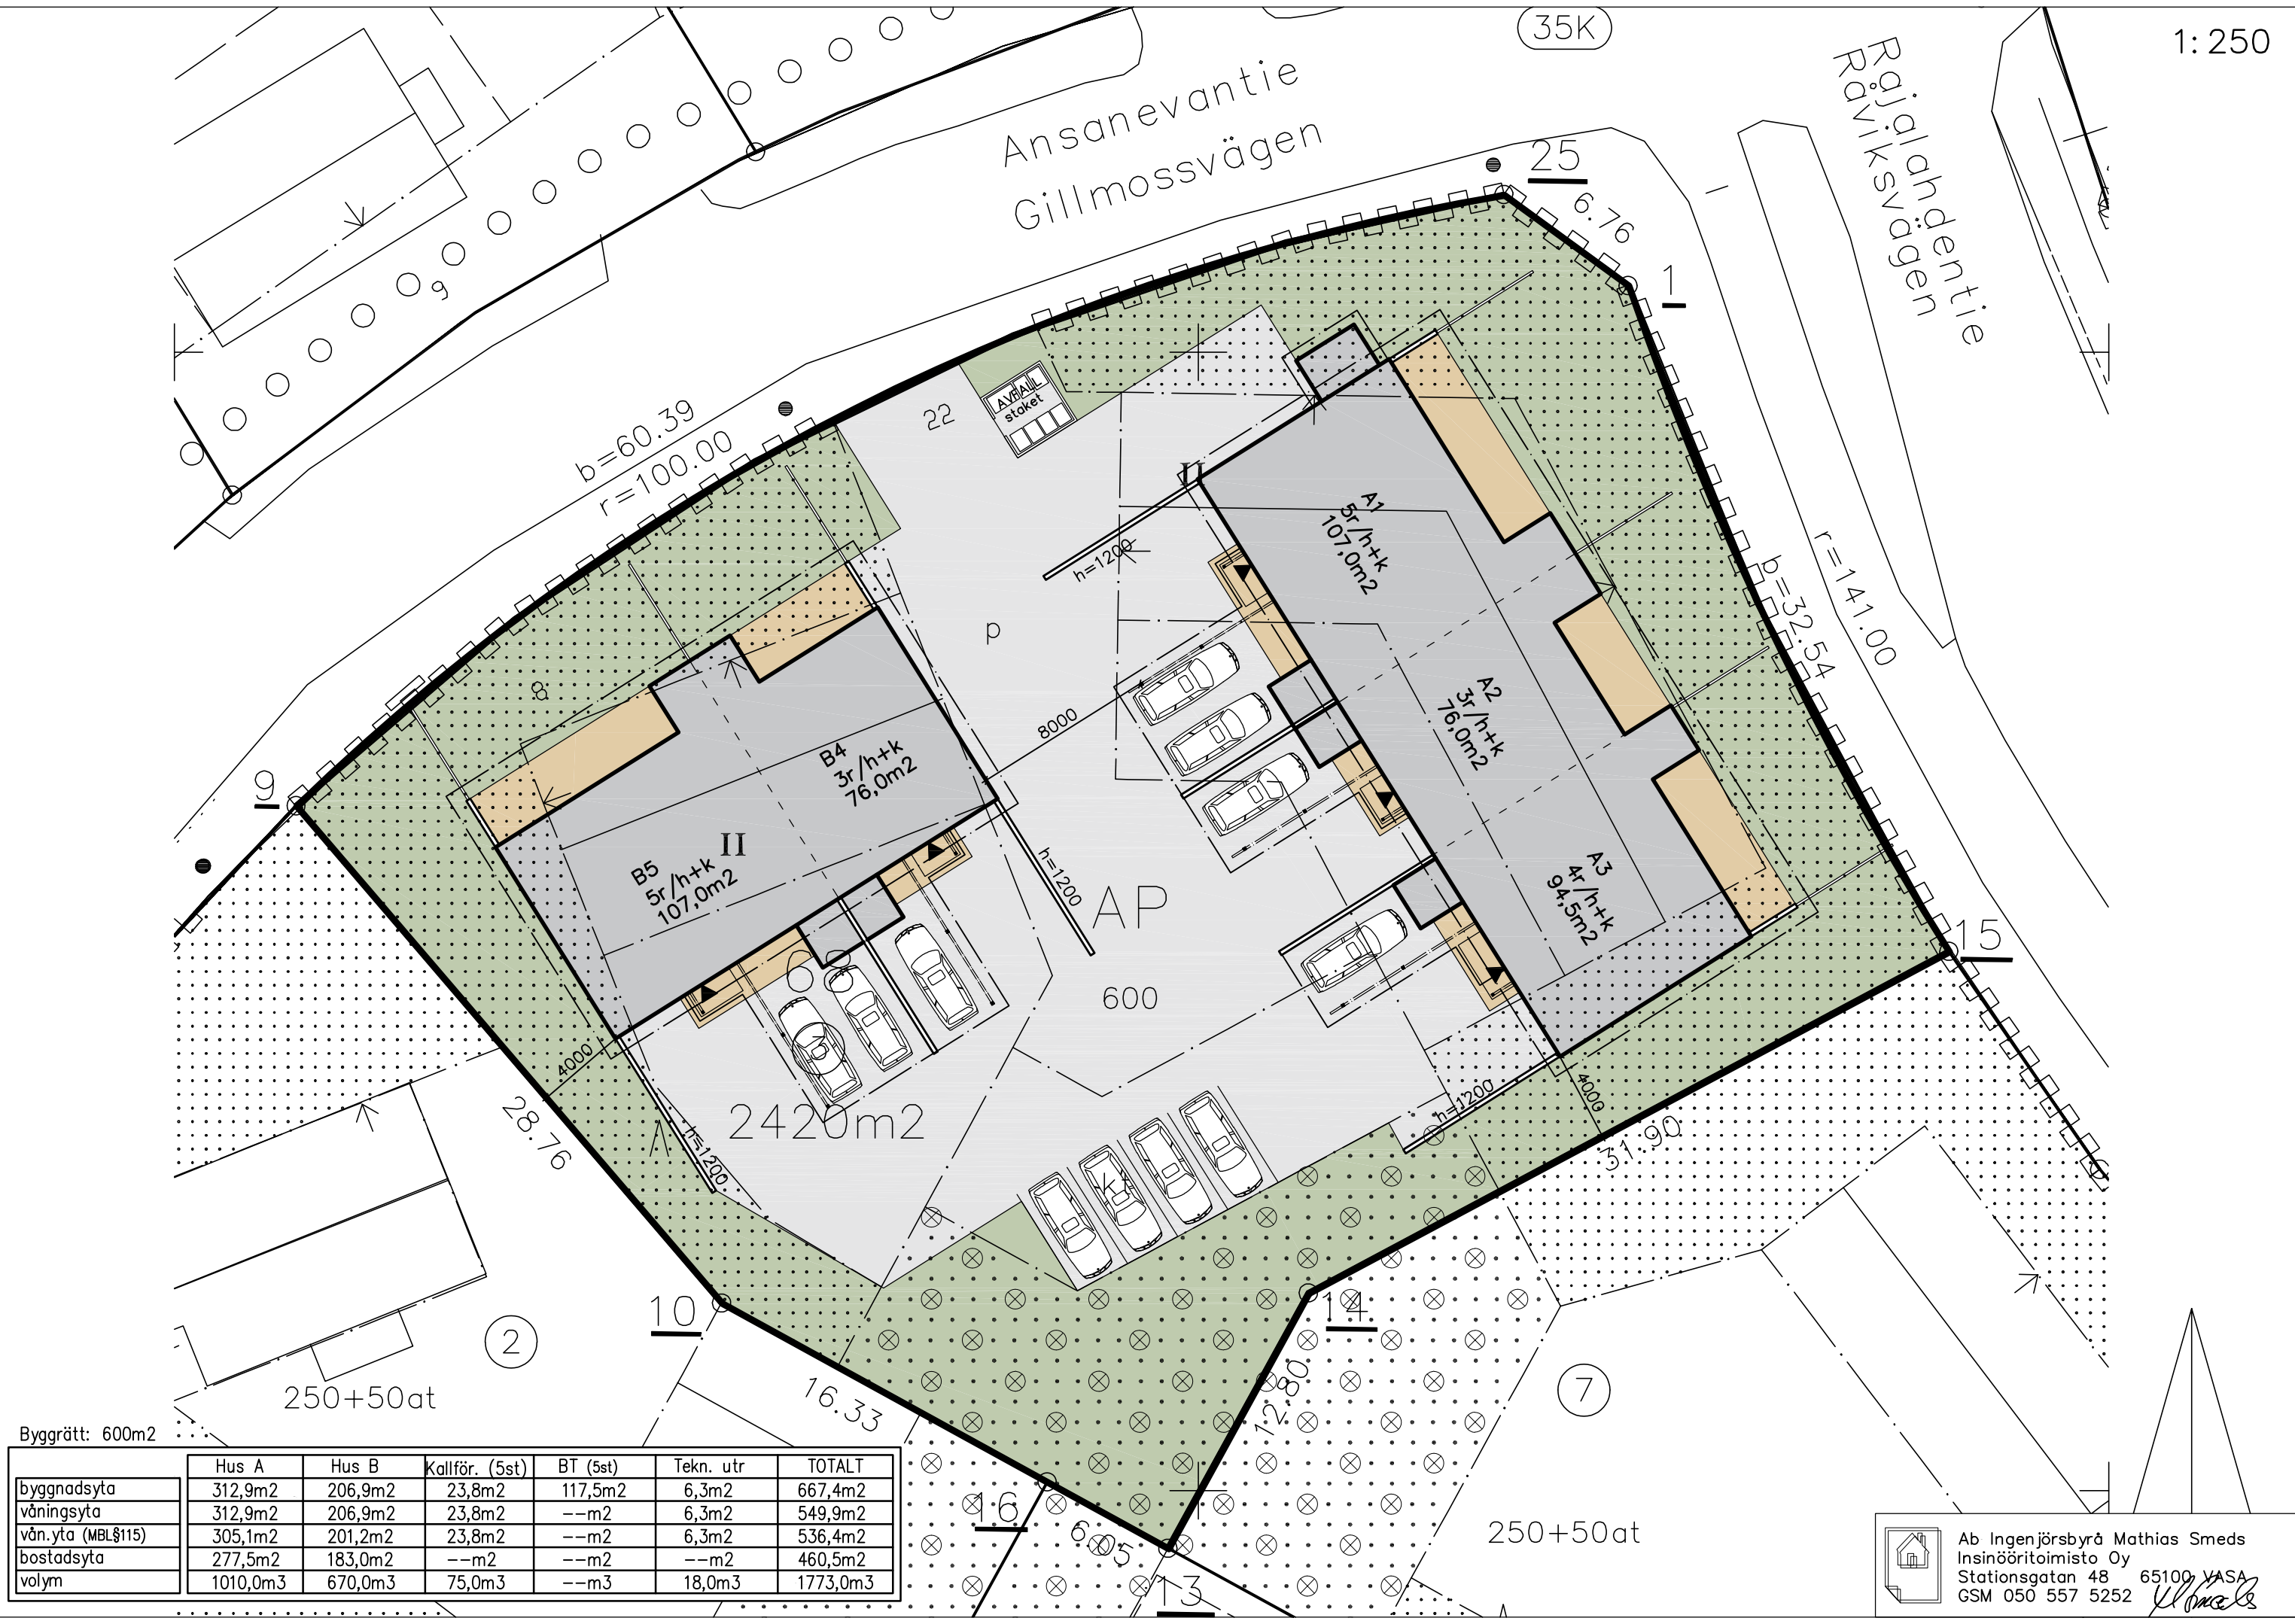 35K
1:250
Ansanevantie
Gillmossvägen
Rajalahdentie
Råviksvägen
25
6.76
1
9
b=60.39
r=100.00
22
AVFALL
staket
II
h=1200
A1
5r/h+k
107,0m2
r=141.00
b=32.54
p
8
8000
A2
3r/h+k
76,0m2
B4
3r/h+k
76,0m2
9
II
B5
5r/h+k
107,0m2
h=1200
AP
A3
4r/h+k
94,5m2
15
68
600
3
4000
4000
28.76
2420m2
h=1200
h=1200
31.90
10
14
2
7
250+50at
16.33
12.80
250+50at
16
6.05
13
Byggrätt: 600m2
Hus A Hus B Kallför. (5st) BT (5st) Tekn. utr TOTALT
byggnadsyta 312,9m2 206,9m2 23,8m2 117,5m2 6,3m2 667,4m2
våningsyta 312,9m2 206,9m2 23,8m2 --m2 6,3m2 549,9m2
vån.yta (MBL§115) 305,1m2 201,2m2 23,8m2 --m2 6,3m2 536,4m2
bostadsyta 277,5m2 183,0m2 --m2 --m2 --m2 460,5m2
volym 1010,0m3 670,0m3 75,0m3 --m3 18,0m3 1773,0m3
Ab Ingenjörsbyrå Mathias Smeds
Insinööritoimisto Oy
Stationsgatan 48 65100 VASA
GSM 050 557 5252